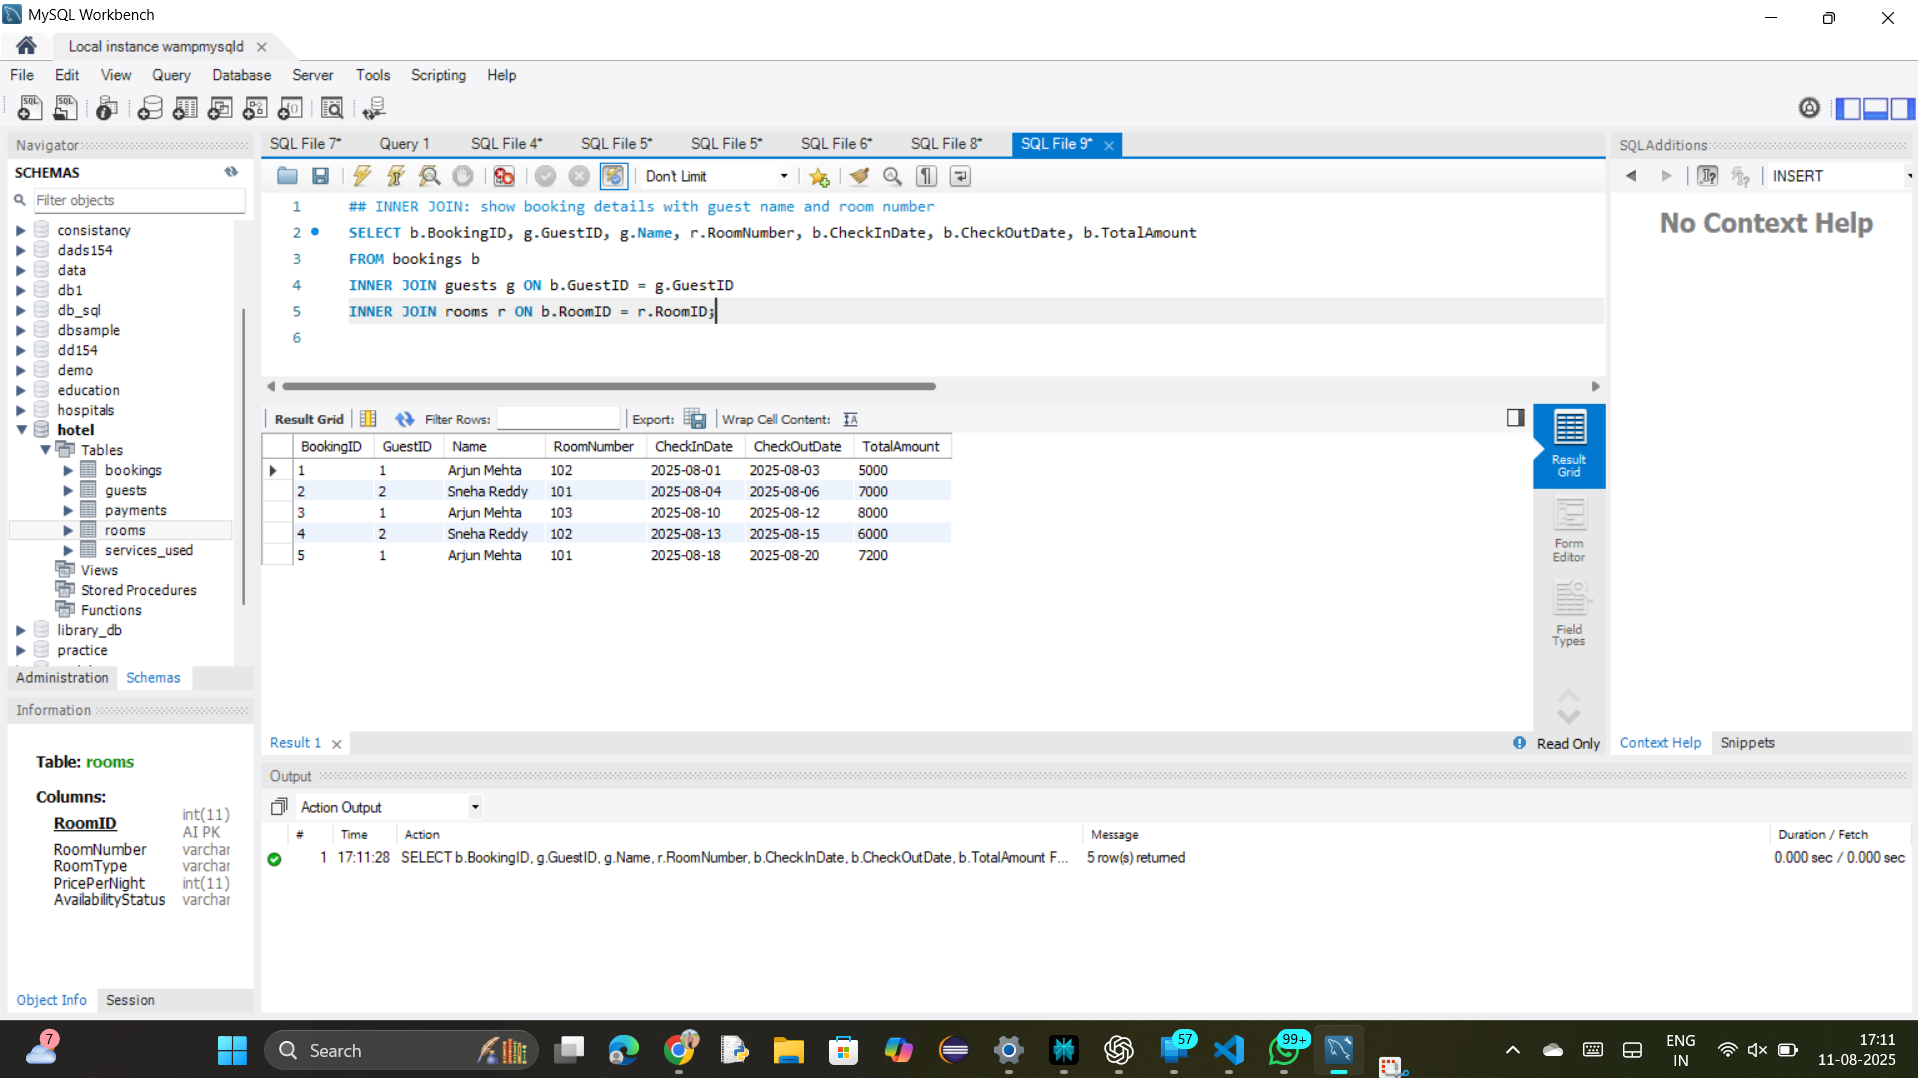 MySQL Workbench
Local instance wampmysqld
File Edit View Query Database Server Tools Scripting Help
Navigator
SCHEMAS
Filter objects
consistancy
dads154
data
db1
db_sql
dbsample
dd154
demo
education
hospitals
hotel
Tables
bookings
guests
payments
rooms
services_used
Views
Stored Procedures
Functions
library_db
practice
Administration Schemas
Information
Table: rooms
Columns:
RoomID int(11) AI PK
RoomNumber varchar
RoomType varchar
PricePerNight int(11)
AvailabilityStatus varchar
Object Info Session
SQL File 7* Query 1 SQL File 4* SQL File 5* SQL File 5* SQL File 6* SQL File 8* SQL File 9*
Don't Limit
1 ## INNER JOIN: show booking details with guest name and room number
2 SELECT b.BookingID, g.GuestID, g.Name, r.RoomNumber, b.CheckInDate, b.CheckOutDate, b.TotalAmount
3 FROM bookings b
4 INNER JOIN guests g ON b.GuestID = g.GuestID
5 INNER JOIN rooms r ON b.RoomID = r.RoomID;
6
Result Grid Filter Rows: Export: Wrap Cell Content:
BookingID GuestID Name RoomNumber CheckInDate CheckOutDate TotalAmount
1 1 Arjun Mehta 102 2025-08-01 2025-08-03 5000
2 2 Sneha Reddy 101 2025-08-04 2025-08-06 7000
3 1 Arjun Mehta 103 2025-08-10 2025-08-12 8000
4 2 Sneha Reddy 102 2025-08-13 2025-08-15 6000
5 1 Arjun Mehta 101 2025-08-18 2025-08-20 7200
Result
Grid
Form
Editor
Field
Types
Result 1 Read Only
SQLAdditions
INSERT
No Context Help
Context Help Snippets
Output
Action Output
# Time Action Message Duration / Fetch
1 17:11:28 SELECT b.BookingID, g.GuestID, g.Name, r.RoomNumber, b.CheckInDate, b.CheckOutDate, b.TotalAmount F... 5 row(s) returned 0.000 sec / 0.000 sec
7
Search
57
99+
ENG
IN
17:11
11-08-2025